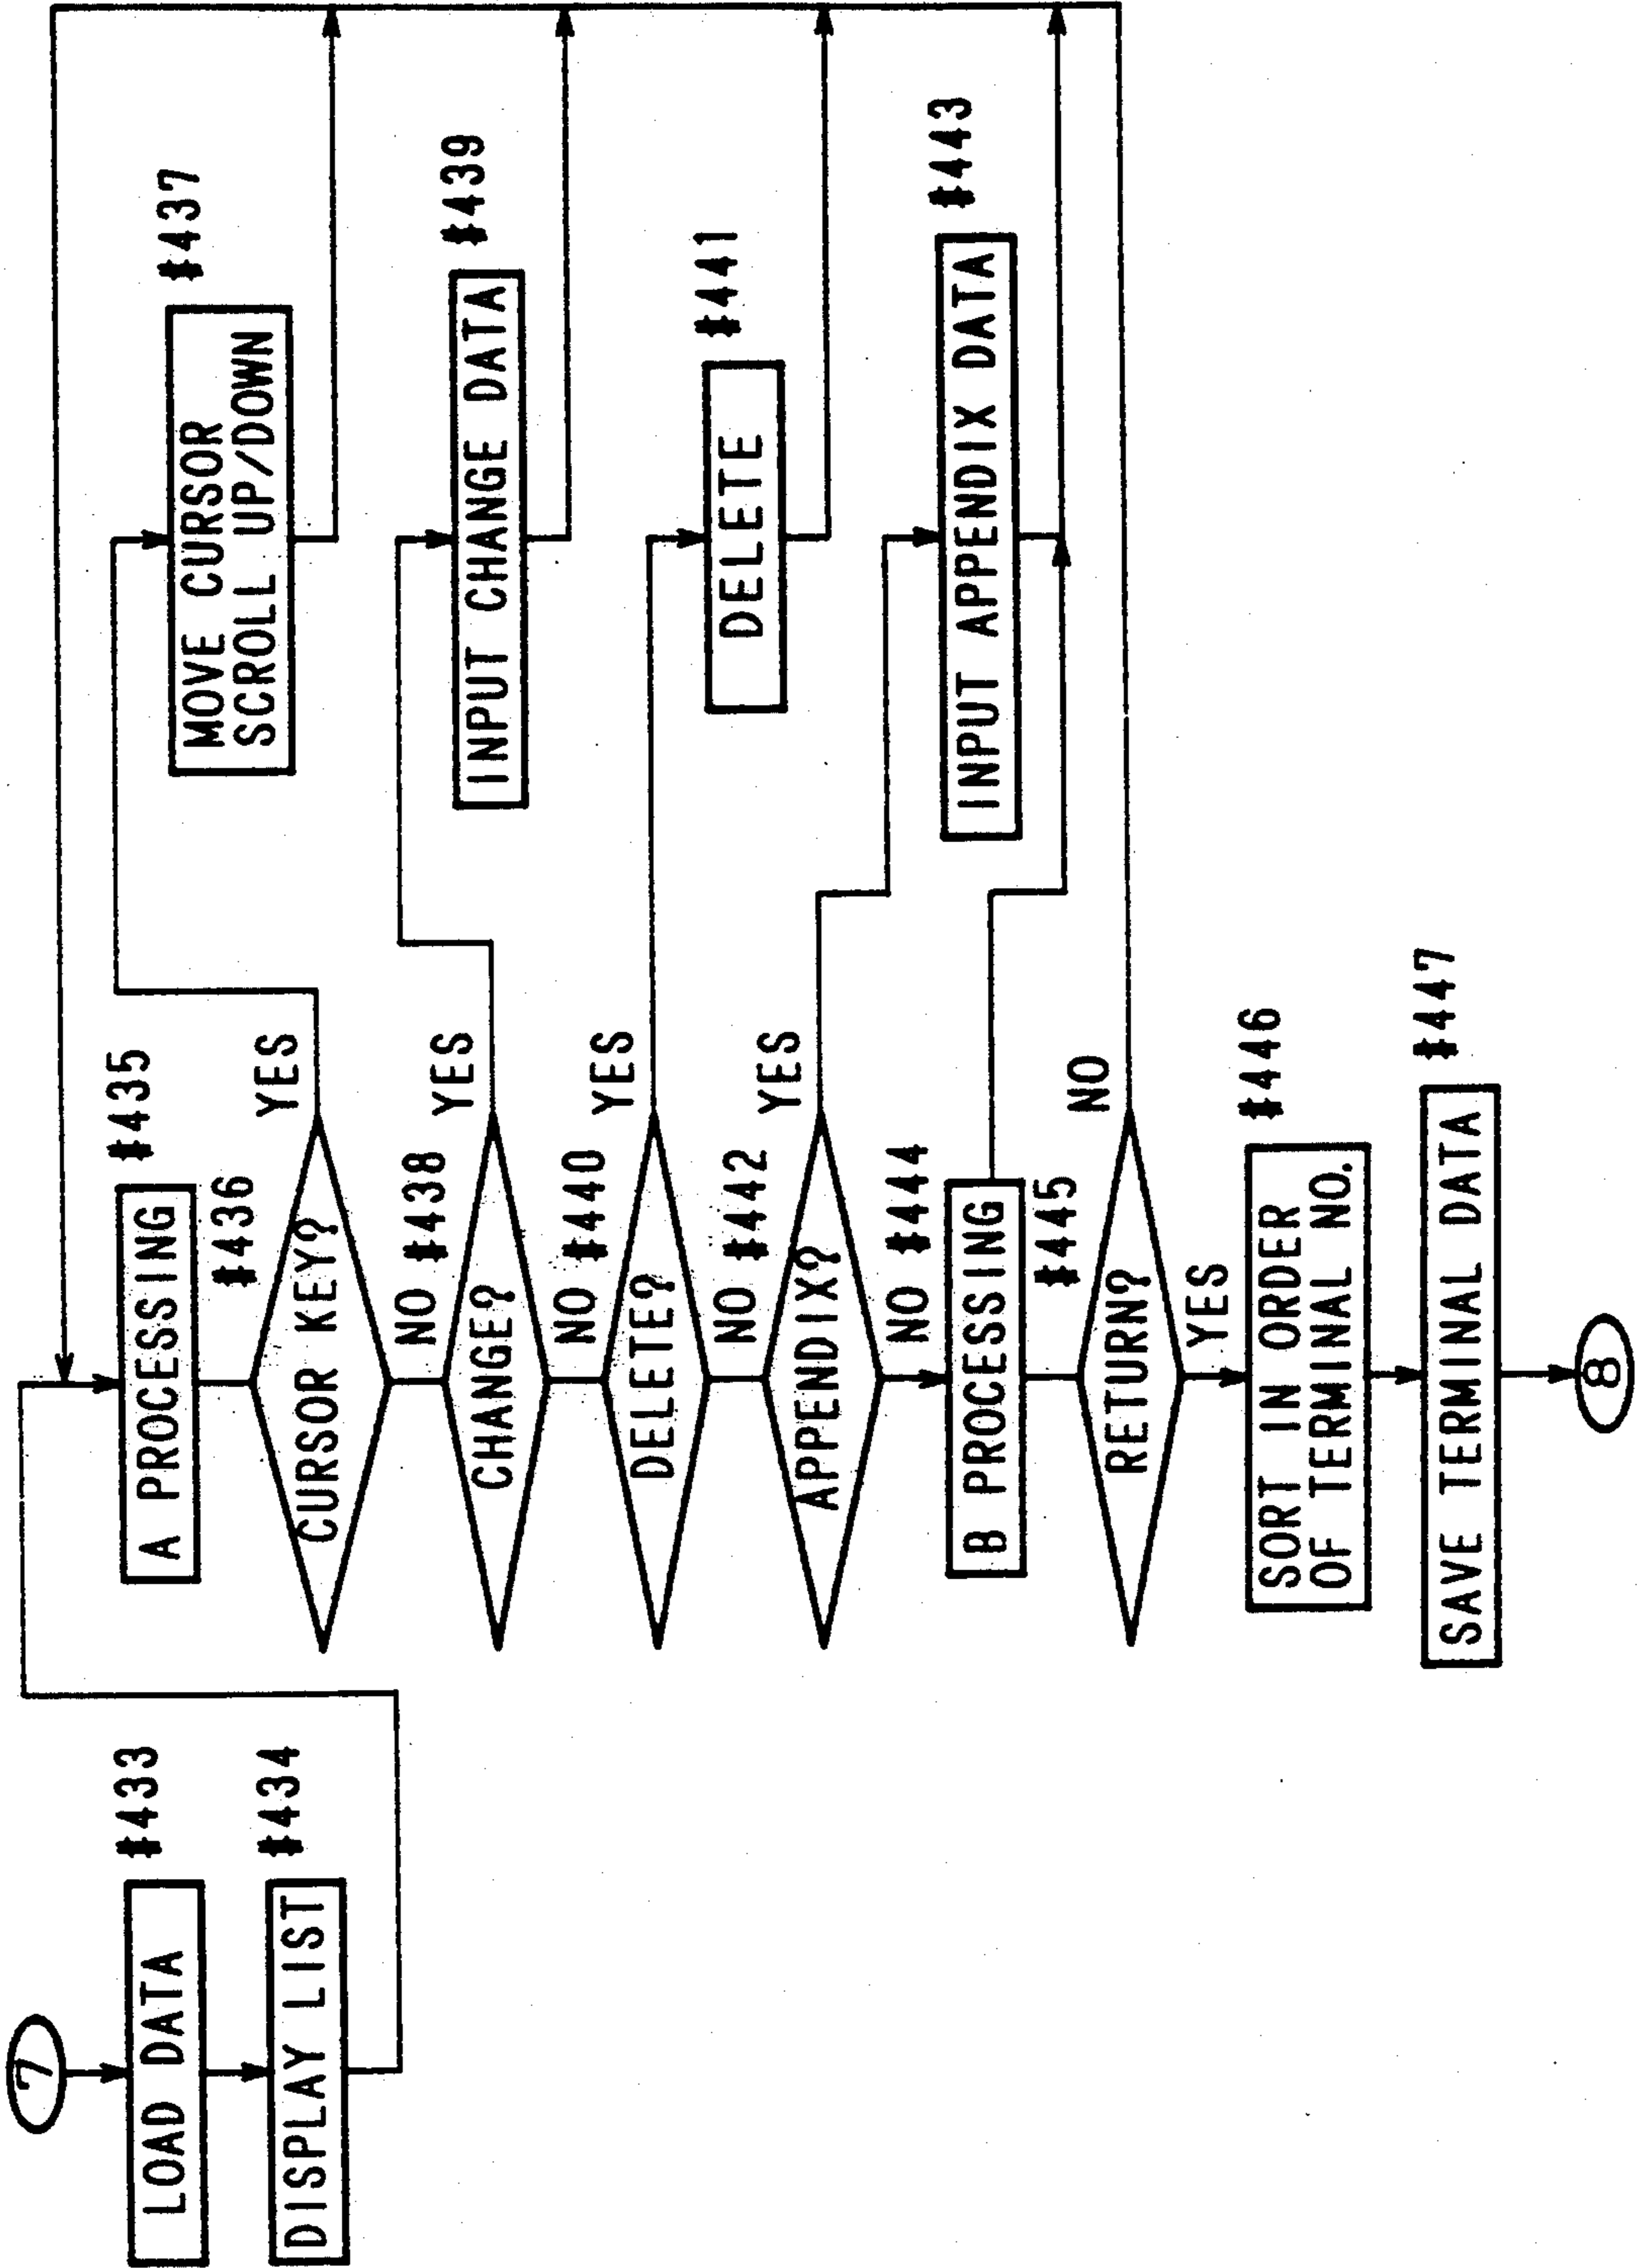 7
LOAD DATA
#433
DISPLAY LIST
#434
A PROCESSING
#435
CURSOR KEY?
#436
YES
MOVE CURSOR
SCROLL UP/DOWN
#437
NO
CHANGE?
#438
YES
INPUT CHANGE DATA
#439
NO
DELETE?
#440
YES
DELETE
#441
NO
APPENDIX?
#442
YES
INPUT APPENDIX DATA
#443
NO
B PROCESSING
#444
RETURN?
#445
NO
YES
SORT IN ORDER
OF TERMINAL NO.
#446
SAVE TERMINAL DATA
#447
8